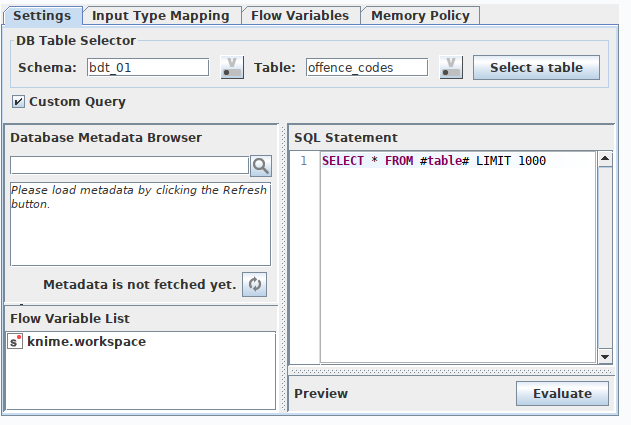 Settings Input Type Mapping Flow Variables Memory Policy
DB Table Selector
Schema: bdt_01 V Table: offence_codes V Select a table
Custom Query
Database Metadata Browser
Please load metadata by clicking the Refresh
button.
Metadata is not fetched yet.
Flow Variable List
s knime.workspace
SQL Statement
1 SELECT * FROM #table# LIMIT 1000
Preview Evaluate